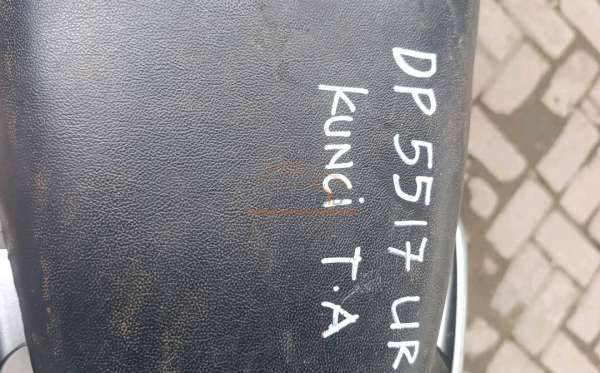 DP 5517 UR
KUNCi T.A